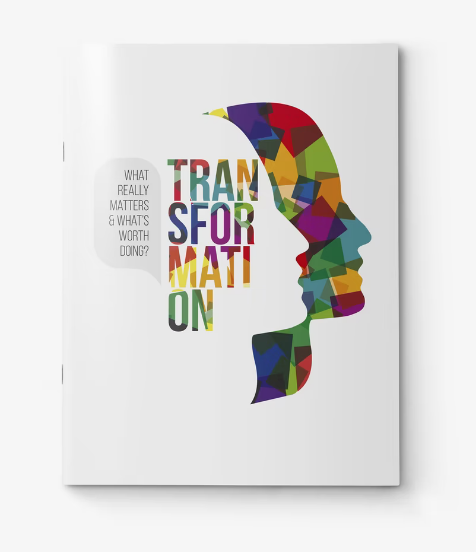 WHAT
REALLY
MATTERS
& WHAT'S
WORTH
DOING?
TRAN
SFOR
MATI
ON